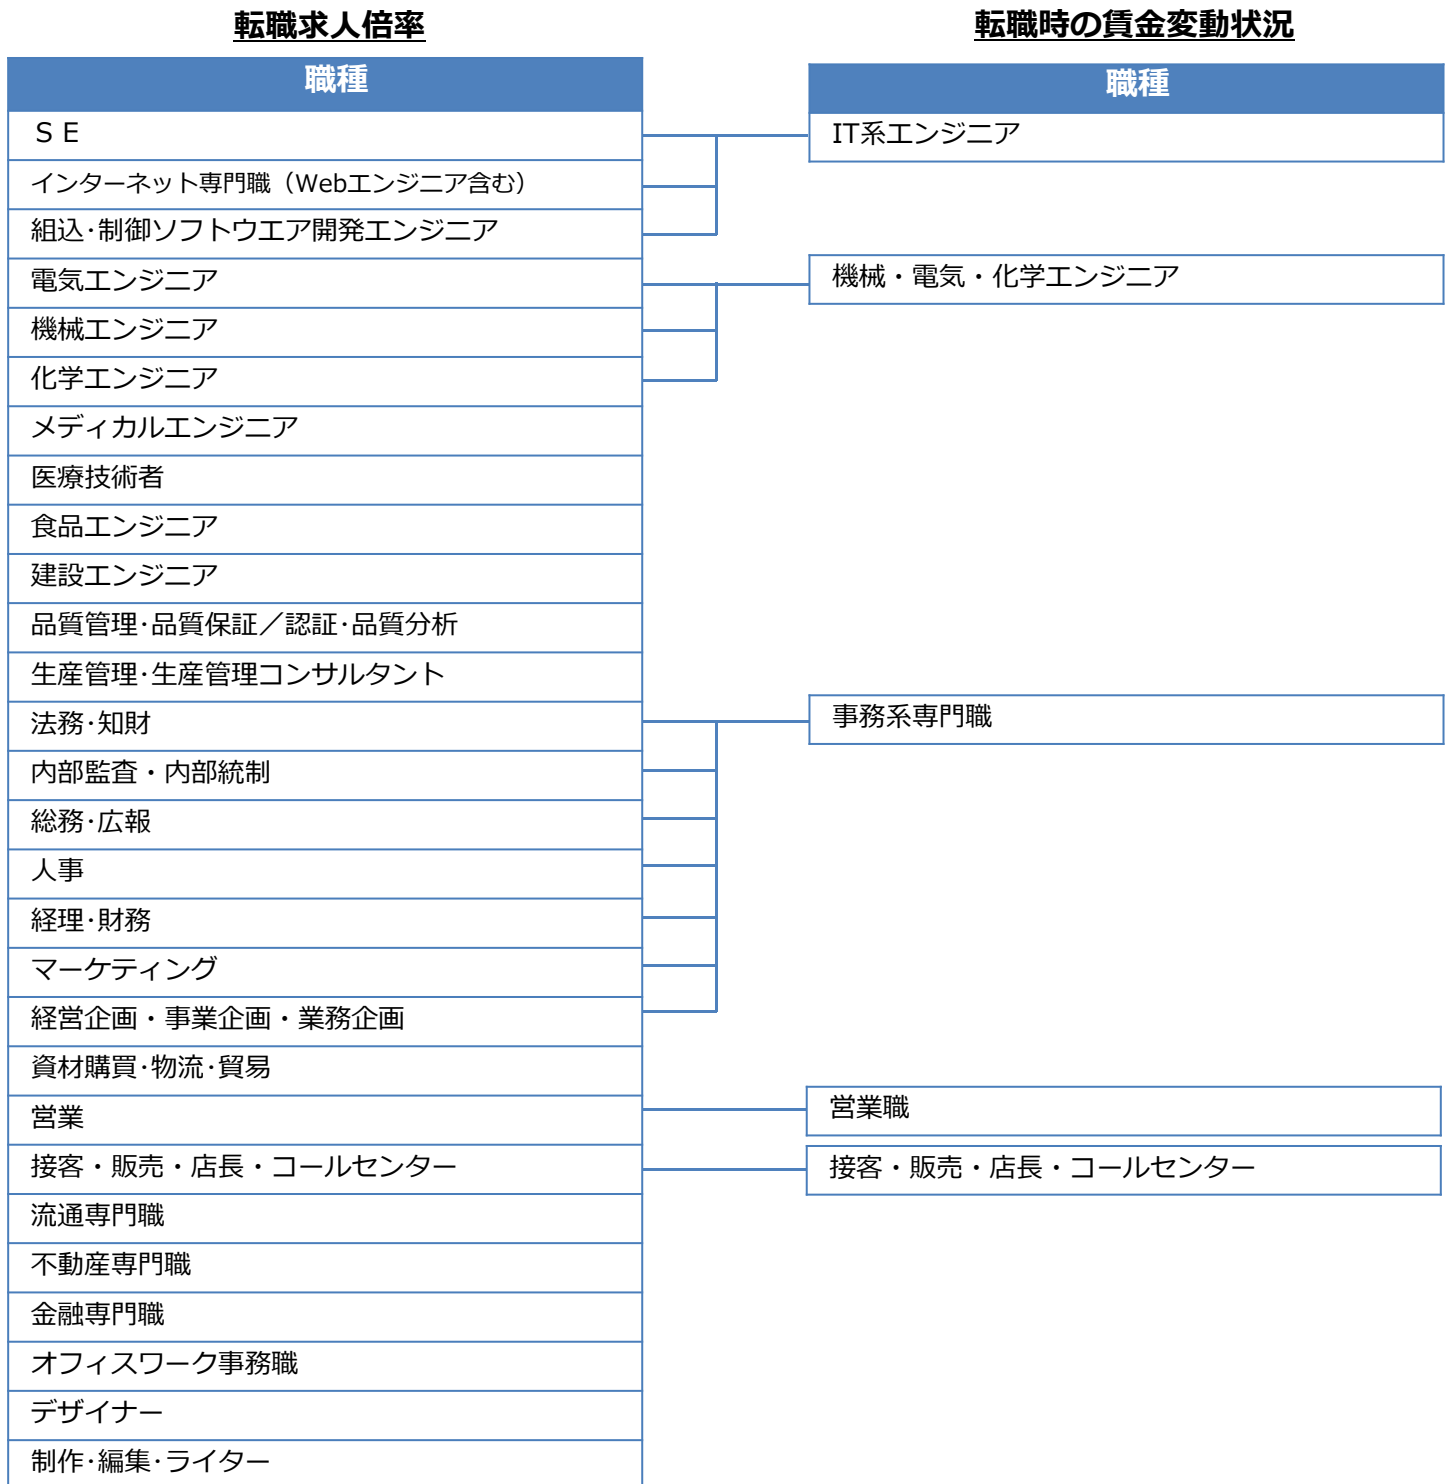 転職求人倍率
職種
ＳＥ
インターネット専門職（Webエンジニア含む）
組込･制御ソフトウエア開発エンジニア
電気エンジニア
機械エンジニア
化学エンジニア
メディカルエンジニア
医療技術者
食品エンジニア
建設エンジニア
品質管理･品質保証／認証･品質分析
生産管理･生産管理コンサルタント
法務･知財
内部監査・内部統制
総務･広報
人事
経理･財務
マーケティング
経営企画・事業企画・業務企画
資材購買･物流･貿易
営業
接客・販売・店長・コールセンター
流通専門職
不動産専門職
金融専門職
オフィスワーク事務職
デザイナー
制作･編集･ライター
転職時の賃金変動状況
職種
IT系エンジニア
機械・電気・化学エンジニア
事務系専門職
営業職
接客・販売・店長・コールセンター